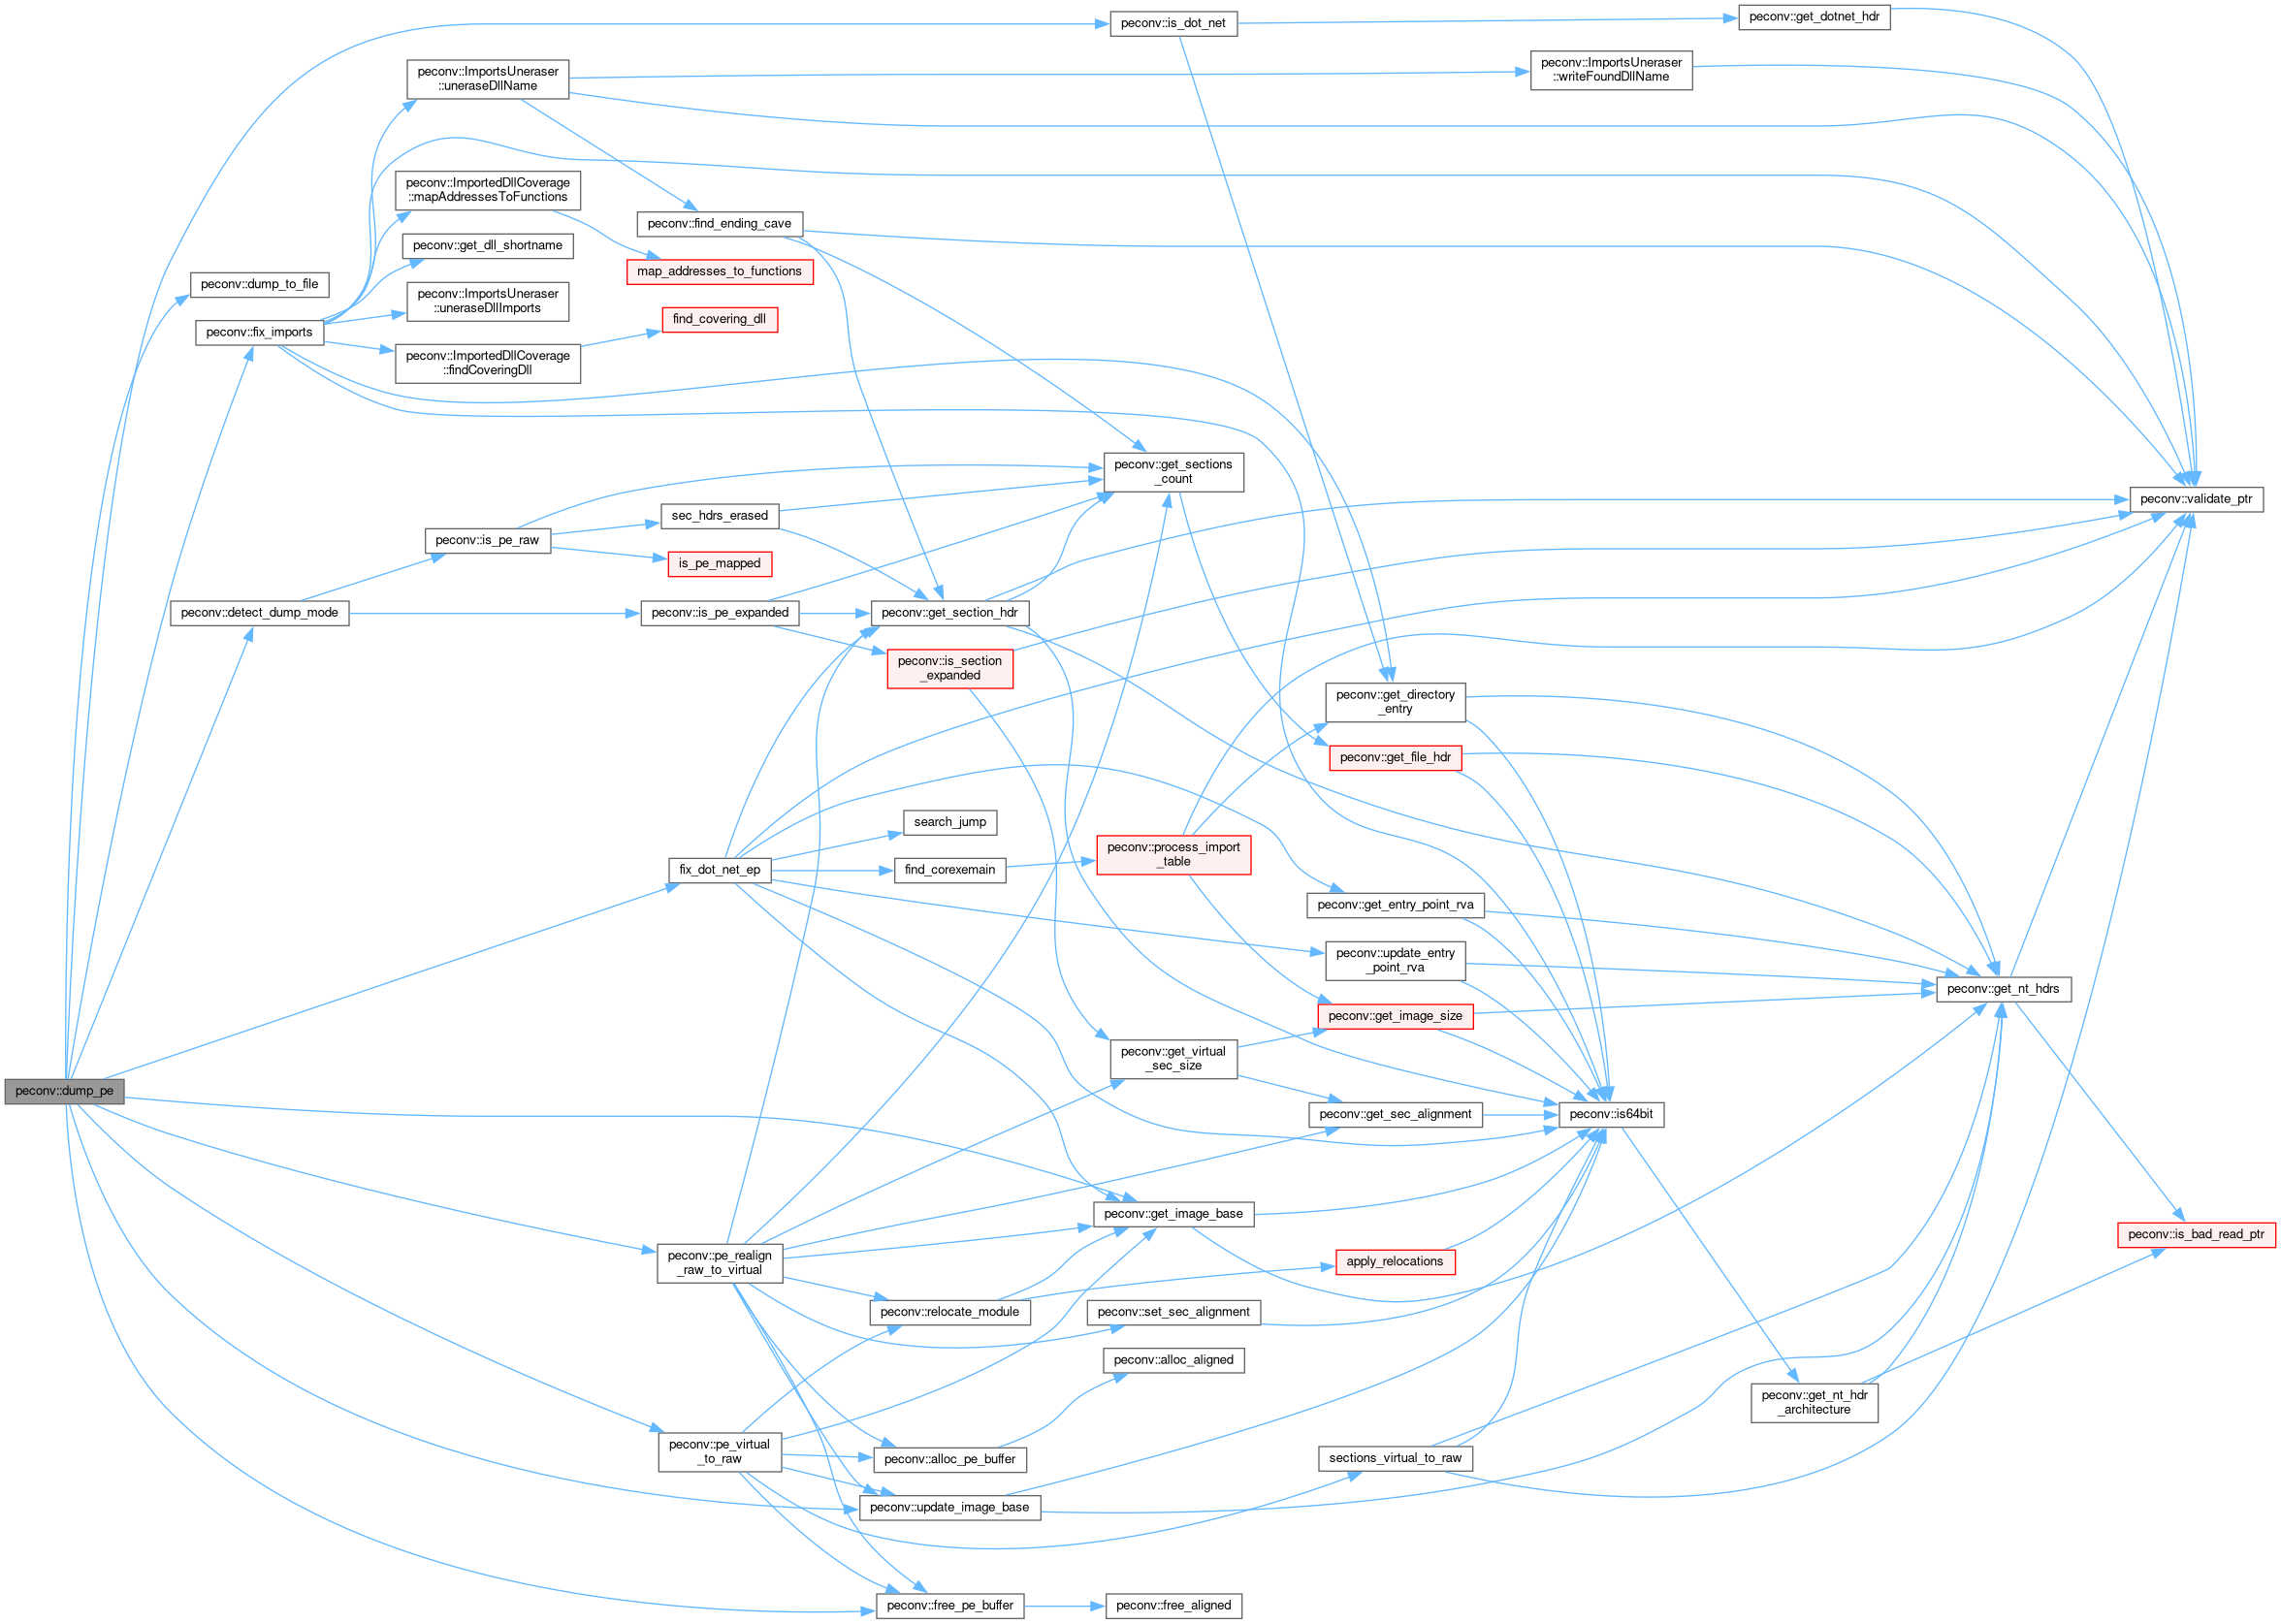 peconv::is_dot_net
peconv::get_dotnet_hdr
peconv::ImportsUneraser
::uneraseDllName
peconv::ImportsUneraser
::writeFoundDllName
peconv::ImportedDllCoverage
::mapAddressesToFunctions
peconv::find_ending_cave
peconv::get_dll_shortname
map_addresses_to_functions
peconv::dump_to_file
peconv::ImportsUneraser
::uneraseDllImports
peconv::fix_imports
find_covering_dll
peconv::ImportedDllCoverage
::findCoveringDll
peconv::get_sections
_count
peconv::validate_ptr
sec_hdrs_erased
peconv::is_pe_raw
is_pe_mapped
peconv::detect_dump_mode
peconv::is_pe_expanded
peconv::get_section_hdr
peconv::is_section
_expanded
peconv::get_directory
_entry
peconv::get_file_hdr
search_jump
peconv::process_import
_table
fix_dot_net_ep
find_corexemain
peconv::get_entry_point_rva
peconv::update_entry
_point_rva
peconv::get_nt_hdrs
peconv::get_image_size
peconv::get_virtual
_sec_size
peconv::dump_pe
peconv::get_sec_alignment
peconv::is64bit
peconv::get_image_base
peconv::is_bad_read_ptr
peconv::pe_realign
_raw_to_virtual
apply_relocations
peconv::relocate_module
peconv::set_sec_alignment
peconv::alloc_aligned
peconv::get_nt_hdr
_architecture
peconv::pe_virtual
_to_raw
peconv::alloc_pe_buffer
sections_virtual_to_raw
peconv::update_image_base
peconv::free_pe_buffer
peconv::free_aligned